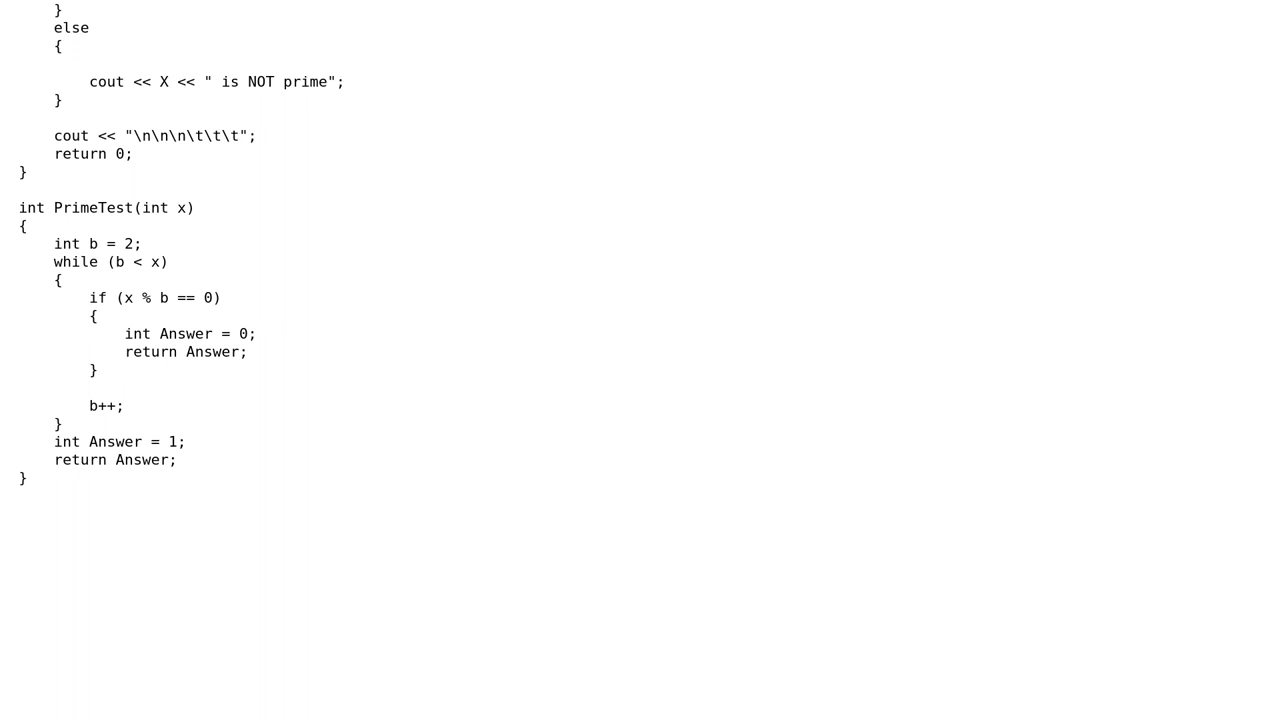 }
    else
    {

        cout << X << " is NOT prime";
    }

    cout << "\n\n\n\t\t\t";
    return 0;
}

int PrimeTest(int x)
{
    int b = 2;
    while (b < x)
    {
        if (x % b == 0)
        {
            int Answer = 0;
            return Answer;
        }

        b++;
    }
    int Answer = 1;
    return Answer;
}